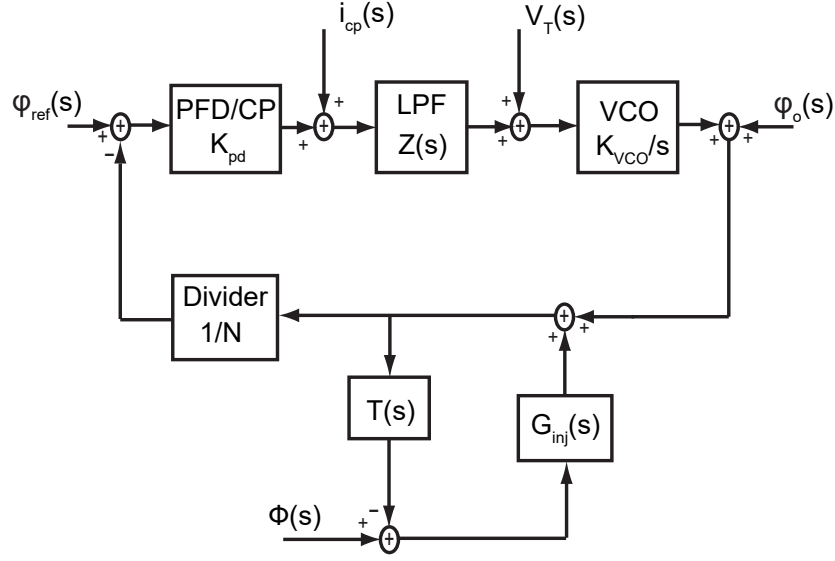 i_cp(s)
V_T(s)
φ_ref(s)
PFD/CP
K_pd
LPF
Z(s)
VCO
K_VCO/s
φ_o(s)
+
+
−
+
+
+
+
+
+
+
+
+
+
Divider
1/N
+
+
+
T(s)
G_inj(s)
Φ(s)
+
−
+